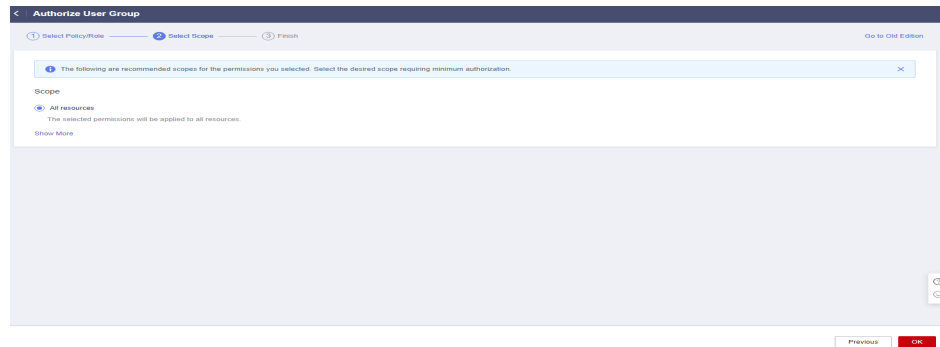 < Authorize User Group
1 Select Policy/Role 2 Select Scope 3 Finish Go to Old Edition
The following are recommended scopes for the permissions you selected. Select the desired scope requiring minimum authorization.
Scope
All resources
The selected permissions will be applied to all resources.
Show More
Previous OK